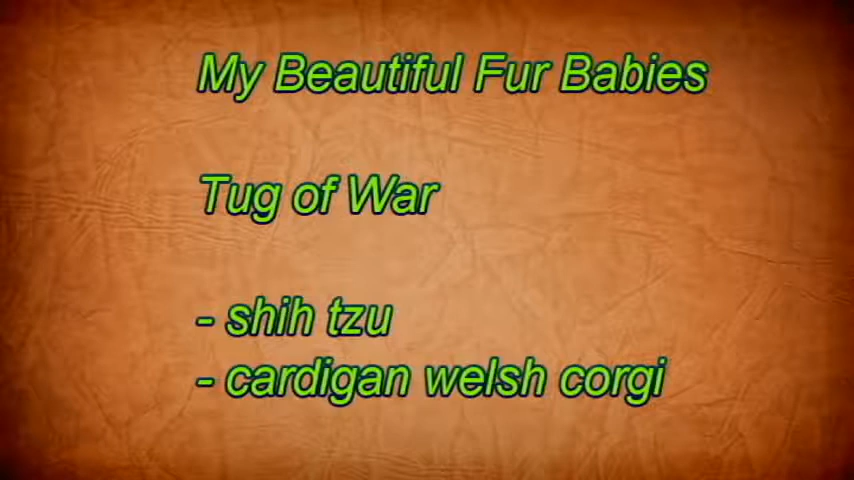 My Beautiful Fur Babies
Tug of War
- shih tzu
- cardigan welsh corgi